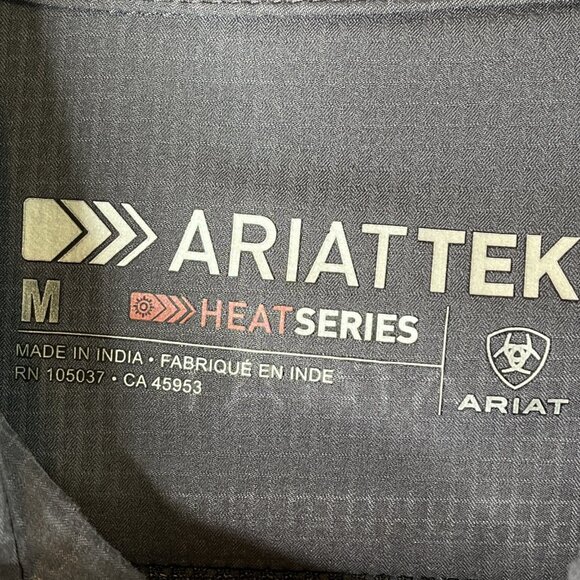 ARIATTEK
M
HEATSERIES
MADE IN INDIA • FABRIQUÉ EN INDE
RN 105037 • CA 45953
ARIAT